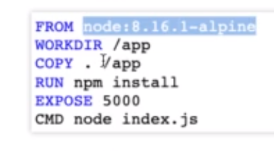 FROM node:8.16.1-alpine
WORKDIR /app
COPY . /app
RUN npm install
EXPOSE 5000
CMD node index.js